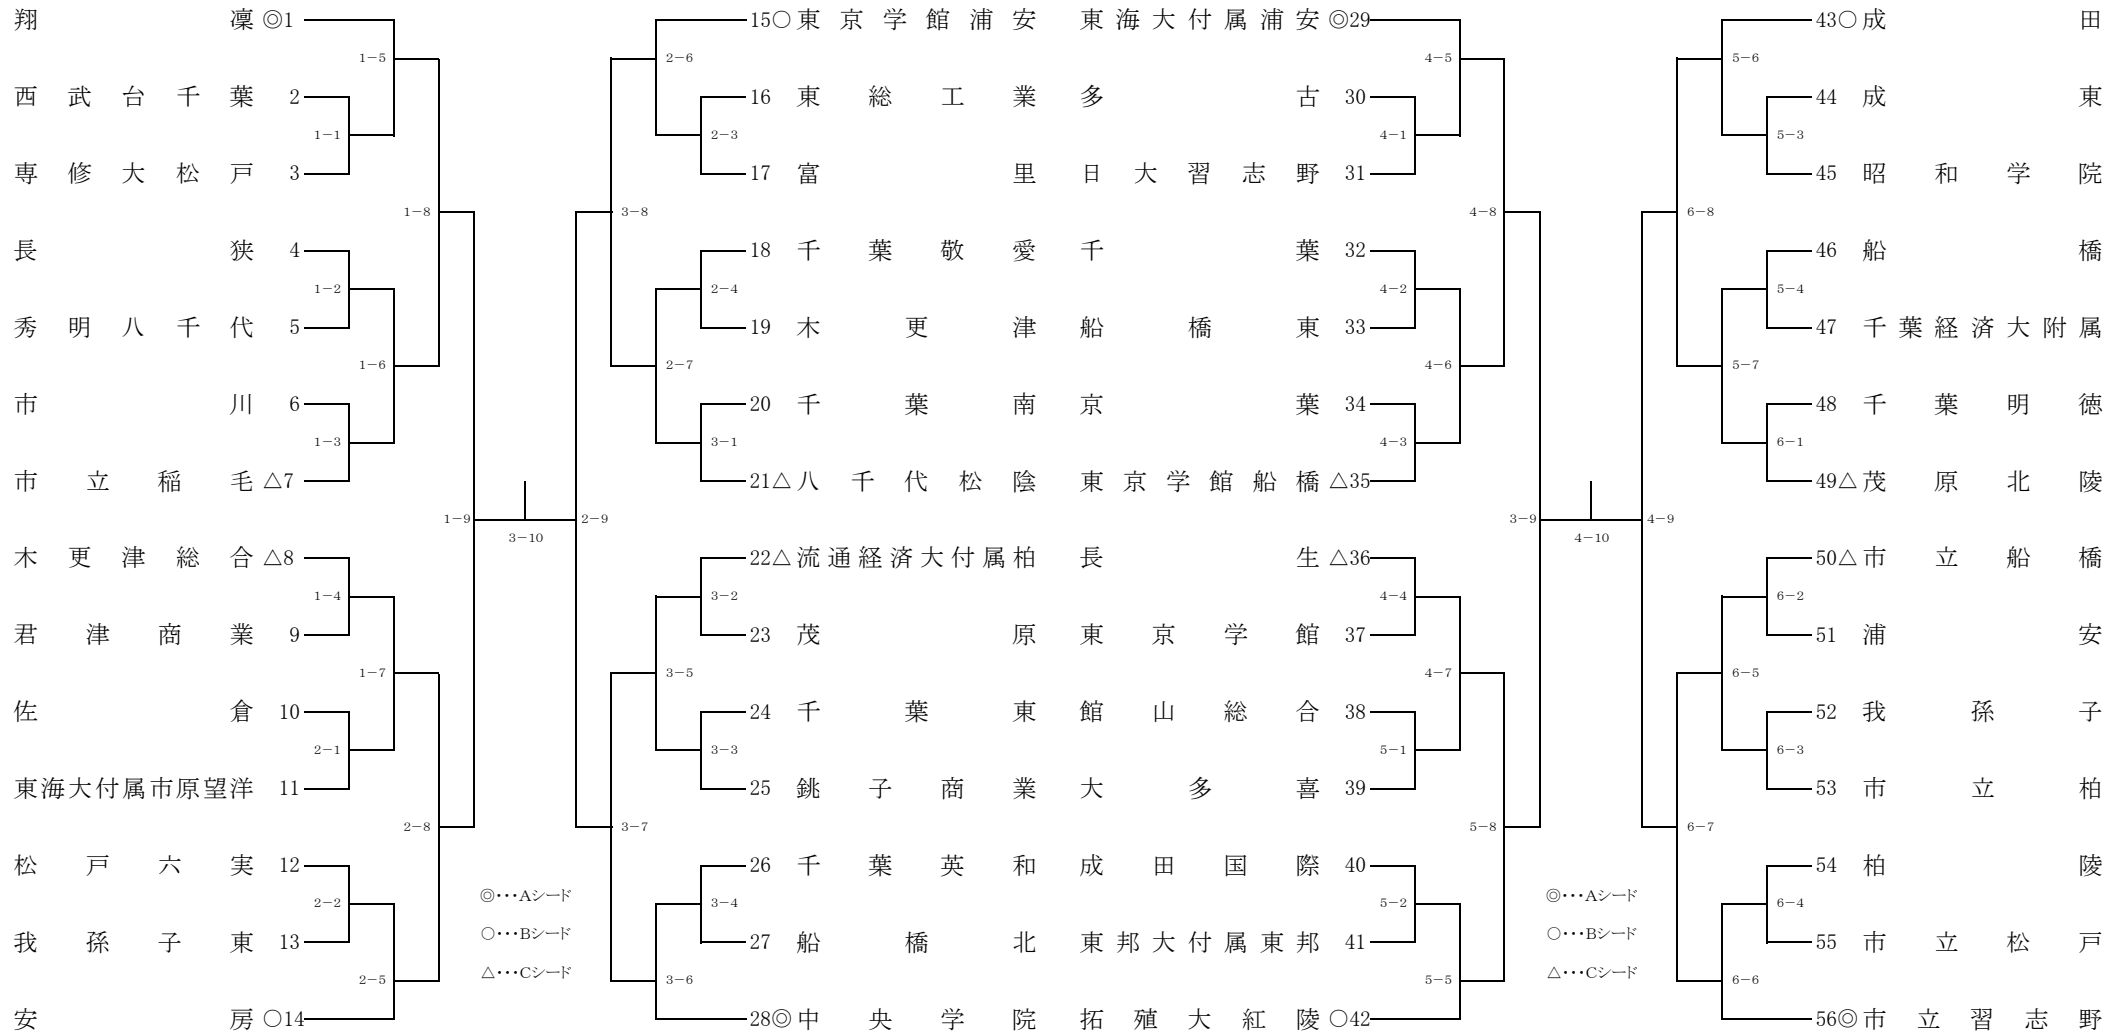 翔凜 ◎1
15○ 東京学館浦安
東海大付属浦安 ◎29
43○ 成田
1-5
2-6
4-5
5-6
西武台千葉 2
16 東総工業
多古 30
44 成東
1-1
2-3
4-1
5-3
専修大松戸 3
17 富里
日大習志野 31
45 昭和学院
1-8
3-8
4-8
6-8
長狭 4
18 千葉敬愛
千葉 32
46 船橋
1-2
2-4
4-2
5-4
秀明八千代 5
19 木更津
船橋東 33
47 千葉経済大附属
1-6
2-7
4-6
5-7
市川 6
20 千葉南
京葉 34
48 千葉明徳
1-3
3-1
4-3
6-1
市立稲毛 △7
21△ 八千代松陰
東京学館船橋 △35
49△ 茂原北陵
1-9
3-10
2-9
3-9
4-10
4-9
木更津総合 △8
22△ 流通経済大付属柏
長生 △36
50△ 市立船橋
1-4
3-2
4-4
6-2
君津商業 9
23 茂原
東京学館 37
51 浦安
1-7
3-5
4-7
6-5
佐倉 10
24 千葉東
館山総合 38
52 我孫子
2-1
3-3
5-1
6-3
東海大付属市原望洋 11
25 銚子商業
大多喜 39
53 市立柏
2-8
3-7
5-8
6-7
松戸六実 12
26 千葉英和
成田国際 40
54 柏陵
◎･･･Aシード
◎･･･Aシード
2-2
3-4
5-2
6-4
○･･･Bシード
○･･･Bシード
我孫子東 13
27 船橋北
東邦大付属東邦 41
55 市立松戸
△･･･Cシード
△･･･Cシード
2-5
3-6
5-5
6-6
安房 ○14
28◎ 中央学院
拓殖大紅陵 ○42
56◎ 市立習志野